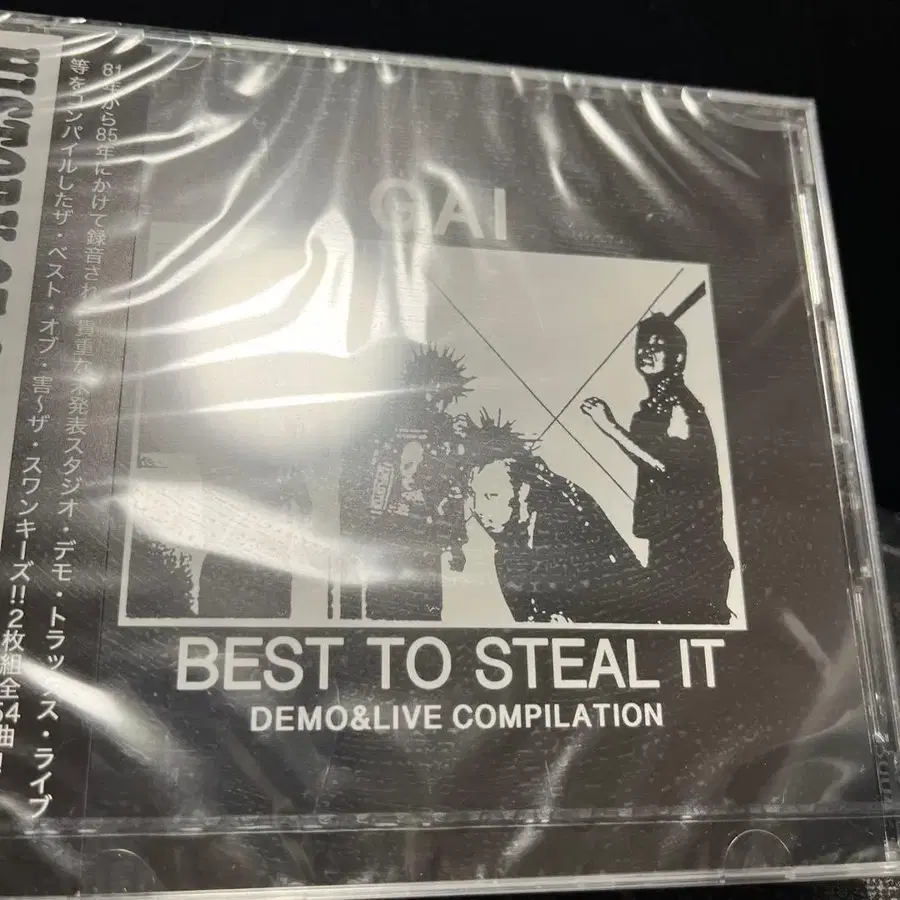 GAI
BEST TO STEAL IT
DEMO&LIVE COMPILATION
81年から85年にかけて録音され 貴重な未発表スタジオ・デモ・トラックス・ライブ
等をコンパイルしたザ・ベスト・オブ・害〜ザ・スワンキーズ!!2枚組全54曲!!